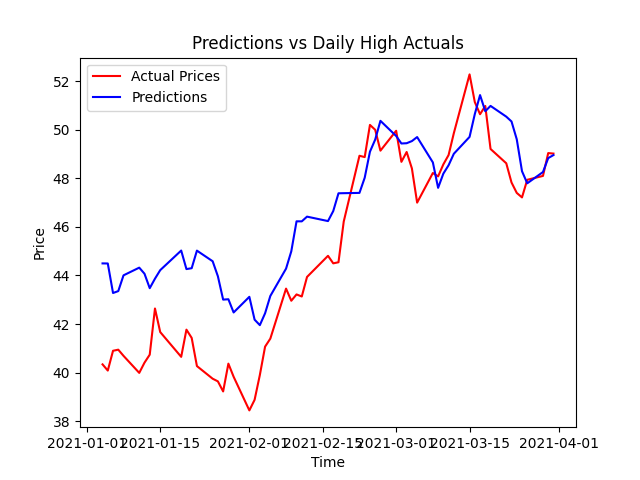 Predictions vs Daily High Actuals
Actual Prices
Predictions
52
50
48
46
44
42
40
38
Price
2021-01-01 2021-01-15 2021-02-01 2021-02-15 2021-03-01 2021-03-15 2021-04-01
Time